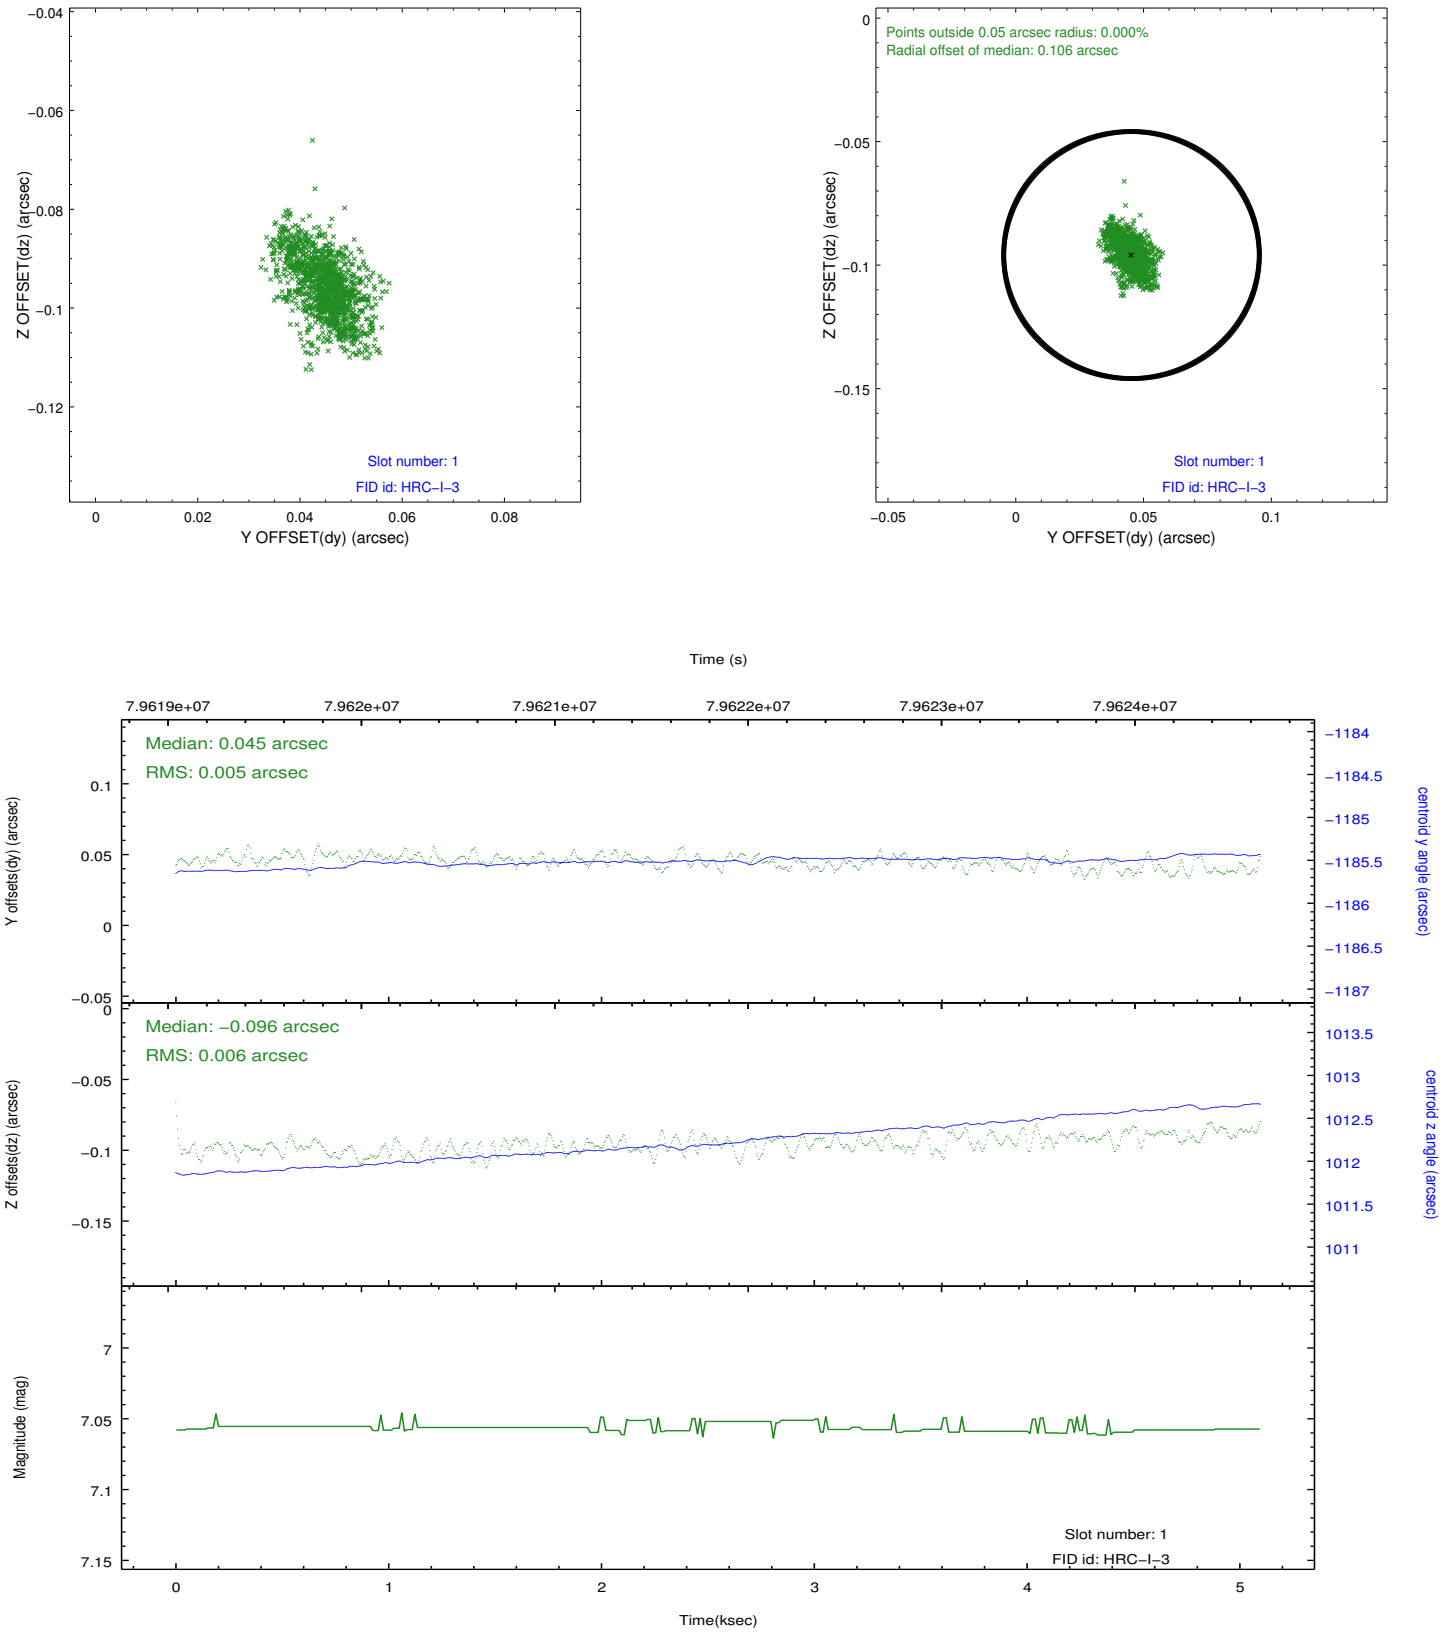 −0.04
−0.06
−0.08
−0.1
−0.12
Z OFFSET(dz) (arcsec)
Slot number: 1
FID id: HRC−I−3
0
0.02
0.04
0.06
0.08
Y OFFSET(dy) (arcsec)
Points outside 0.05 arcsec radius: 0.000%
Radial offset of median: 0.106 arcsec
0
−0.05
−0.1
−0.15
Z OFFSET(dz) (arcsec)
Slot number: 1
FID id: HRC−I−3
−0.05
0
0.05
0.1
Y OFFSET(dy) (arcsec)
Time (s)
7.9619e+07
7.962e+07
7.9621e+07
7.9622e+07
7.9623e+07
7.9624e+07
Median: 0.045 arcsec
RMS: 0.005 arcsec
0.1
0.05
0
−0.05
Y offsets(dy) (arcsec)
−1184
−1184.5
−1185
−1185.5
−1186
−1186.5
−1187
centroid y angle (arcsec)
Median: −0.096 arcsec
RMS: 0.006 arcsec
0
−0.05
−0.1
−0.15
Z offsets(dz) (arcsec)
1013.5
1013
1012.5
1012
1011.5
1011
centroid z angle (arcsec)
7
7.05
7.1
7.15
Magnitude (mag)
Slot number: 1
FID id: HRC−I−3
0
1
2
3
4
5
Time(ksec)